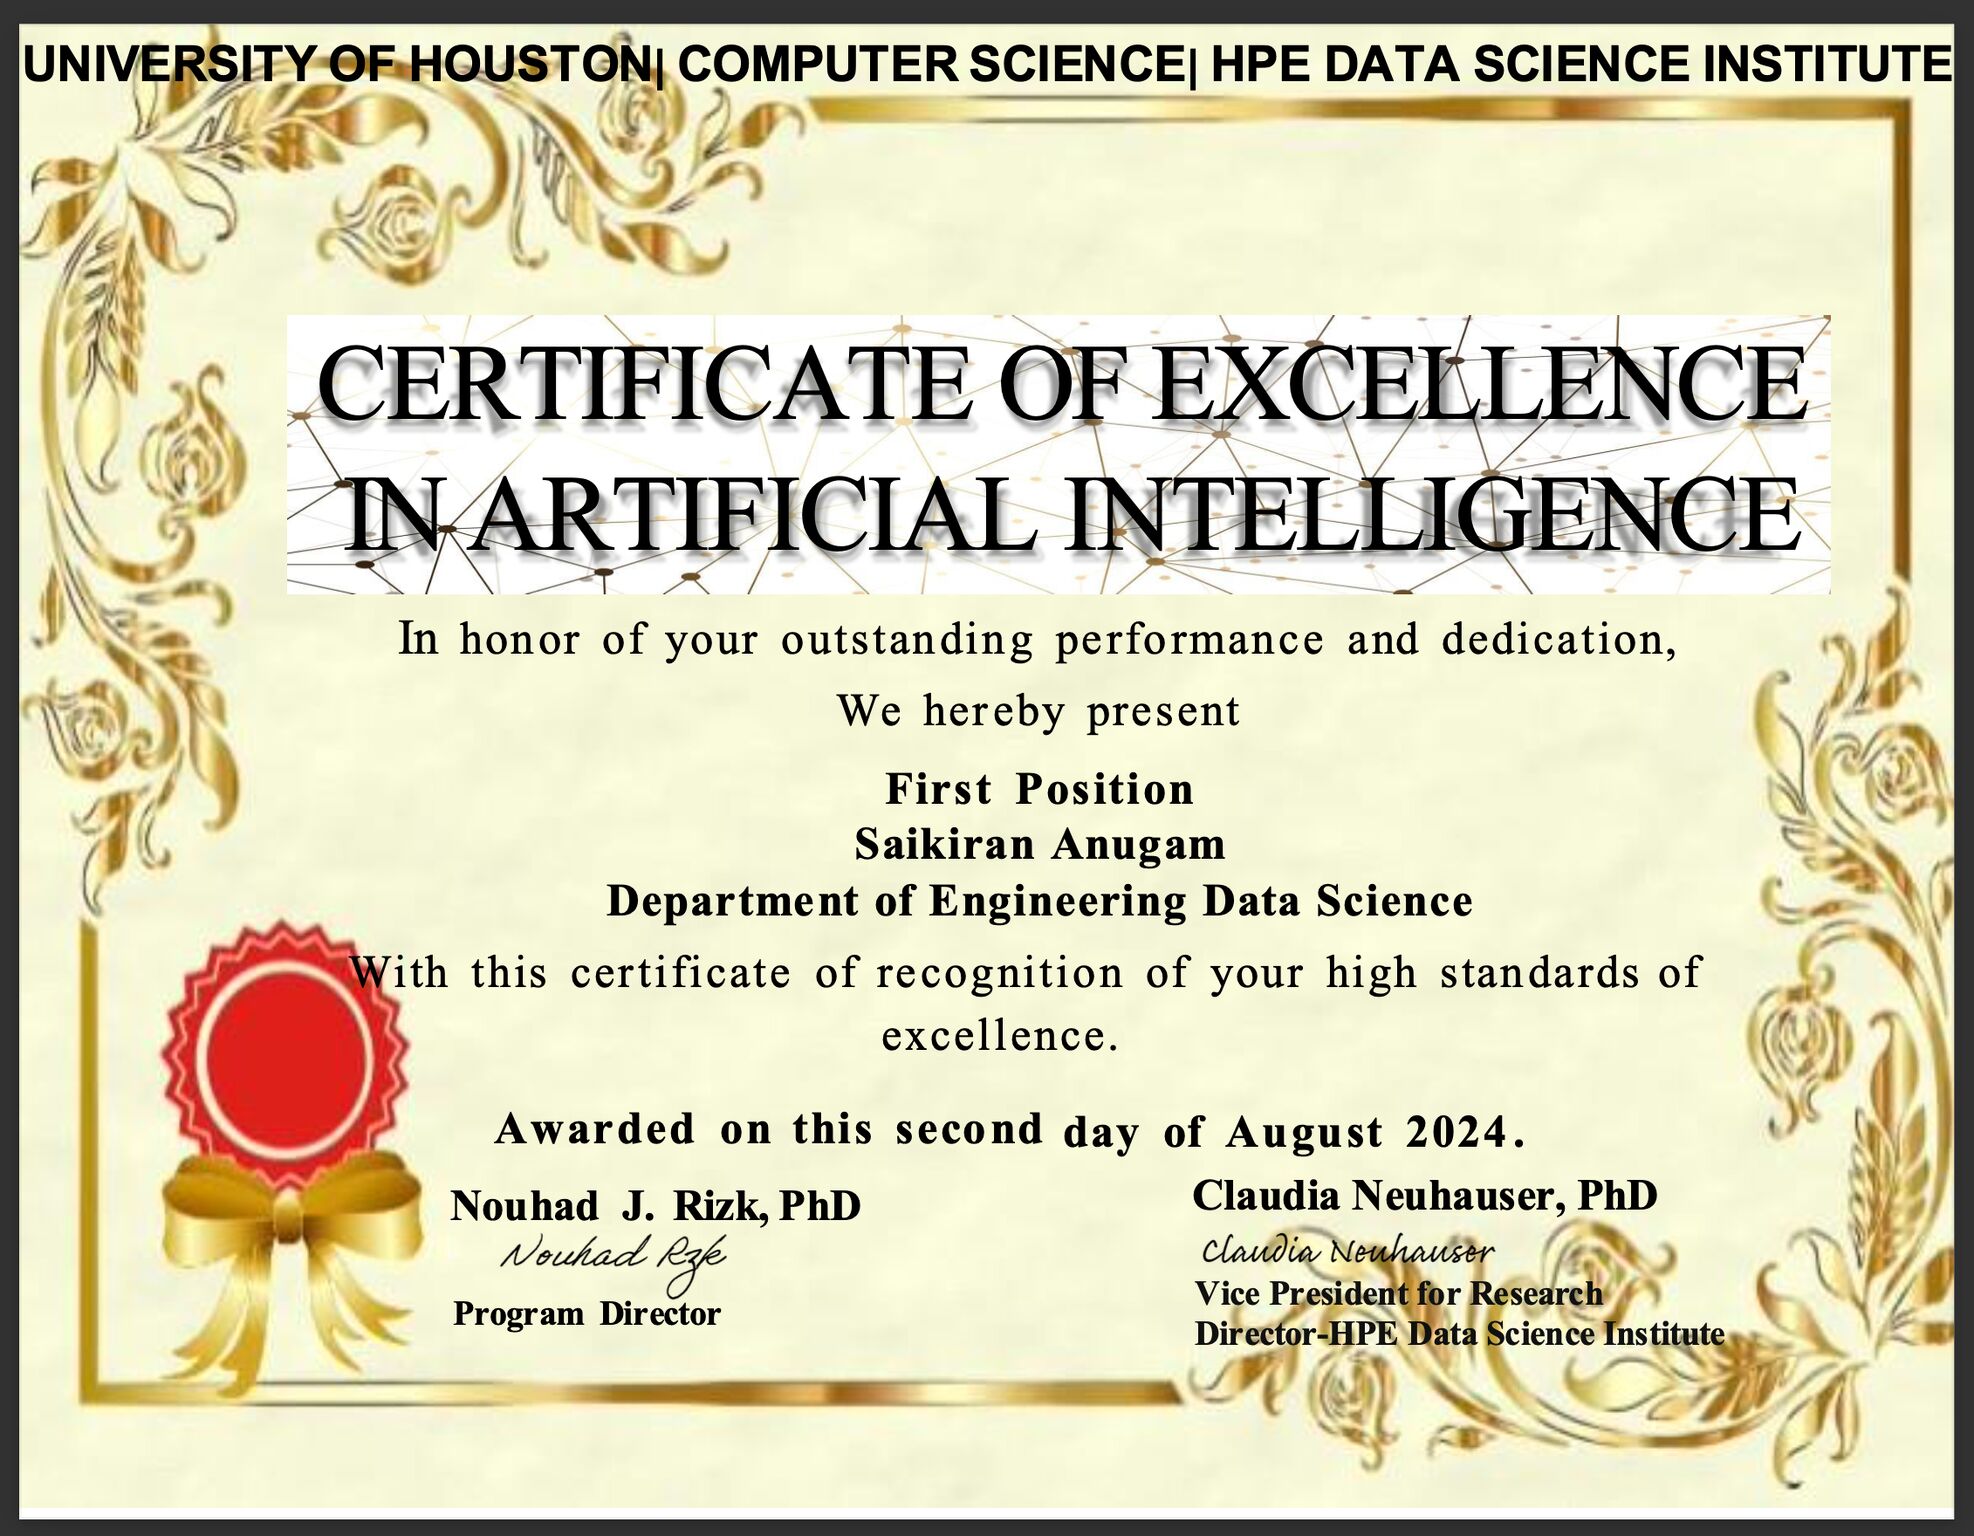 UNIVERSITY OF HOUSTON| COMPUTER SCIENCE| HPE DATA SCIENCE INSTITUTE
CERTIFICATE OF EXCELLENCE
IN ARTIFICIAL INTELLIGENCE
In honor of your outstanding performance and dedication,
We hereby present
First Position
Saikiran Anugam
Department of Engineering Data Science
With this certificate of recognition of your high standards of
excellence.
Awarded on this second day of August 2024.
Nouhad J. Rizk, PhD
Nouhad Rzk
Program Director
Claudia Neuhauser, PhD
Claudia Neuhauser
Vice President for Research
Director-HPE Data Science Institute